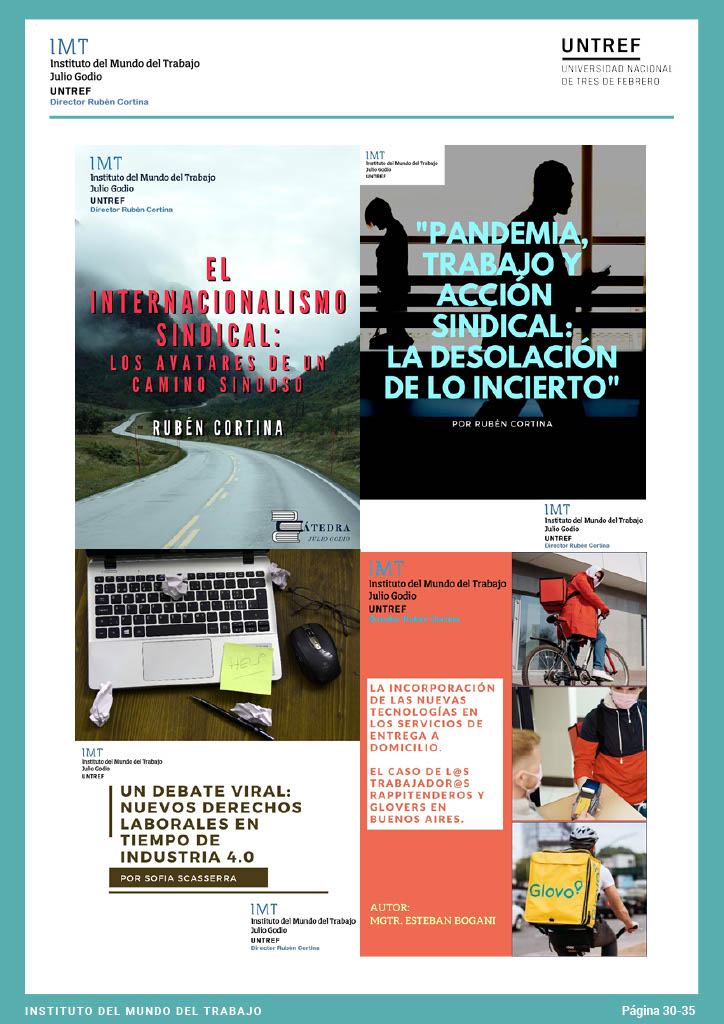 IMT
Instituto del Mundo del Trabajo
Julio Godio
UNTREF
Director Rubén Cortina
UNTREF
UNIVERSIDAD NACIONAL
DE TRES DE FEBRERO
IMT
Instituto del Mundo del Trabajo
Julio Godio
UNTREF
Director Rubén Cortina
EL
INTERNACIONALISMO
SINDICAL:
LOS AVATARES DE UN
CAMINO SINUOSO
RUBÉN CORTINA
CÁTEDRA
JULIO GODIO
IMT
Instituto del Mundo del Trabajo
Julio Godio
UNTREF
"PANDEMIA,
TRABAJO Y
ACCIÓN
SINDICAL:
LA DESOLACIÓN
DE LO INCIERTO"
POR RUBÉN CORTINA
IMT
Instituto del Mundo del Trabajo
Julio Godio
UNTREF
Director Rubén Cortina
HELP
IMT
Instituto del Mundo del Trabajo
Julio Godio
UNTREF
UN DEBATE VIRAL:
NUEVOS DERECHOS
LABORALES EN
TIEMPO DE
INDUSTRIA 4.0
POR SOFIA SCASSERRA
IMT
Instituto del Mundo del Trabajo
Julio Godio
UNTREF
Director Rubén Cortina
IMT
Instituto del Mundo del Trabajo
Julio Godio
UNTREF
Director Rubén Cortina
LA INCORPORACIÓN
DE LAS NUEVAS
TECNOLOGÍAS EN
LOS SERVICIOS DE
ENTREGA A
DOMICILIO.
EL CASO DE L@S
TRABAJADOR@S
RAPPITENDEROS Y
GLOVERS EN
BUENOS AIRES.
AUTOR:
MGTR. ESTEBAN BOGANI
Glovo
INSTITUTO DEL MUNDO DEL TRABAJO
Página 30-35